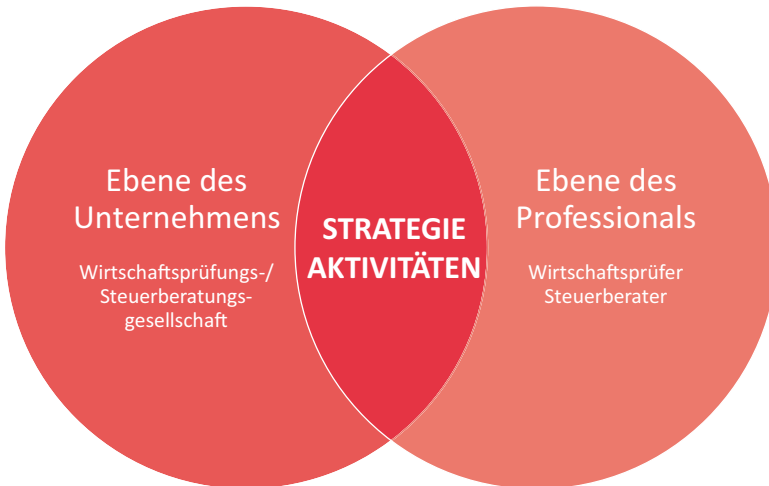 Ebene des
Unternehmens
Wirtschaftsprüfungs-/
Steuerberatungs-
gesellschaft
STRATEGIE
AKTIVITÄTEN
Ebene des
Professionals
Wirtschaftsprüfer
Steuerberater